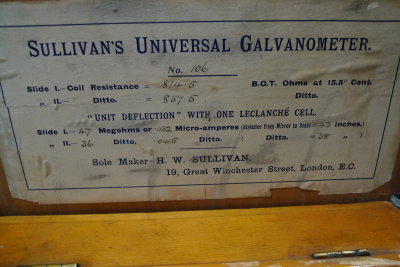 SULLIVAN'S UNIVERSAL GALVANOMETER.
No. 106
Slide I.—Coil Resistance = 814·5 B.O.T. Ohms at 15.5° Cent.
„ II.— Ditto. = 857·5 Ditto.
"UNIT DEFLECTION" WITH ONE LECLANCHÉ CELL.
Slide I.—47 Megohms or ·032 Micro-amperes (distance from Mirror to Scale=43 inches.)
„ II.—36 Ditto. ·0415 Ditto. ( Ditto. =38 „ )
Sole Maker—H. W. SULLIVAN.
19, Great Winchester Street, London, E.C.